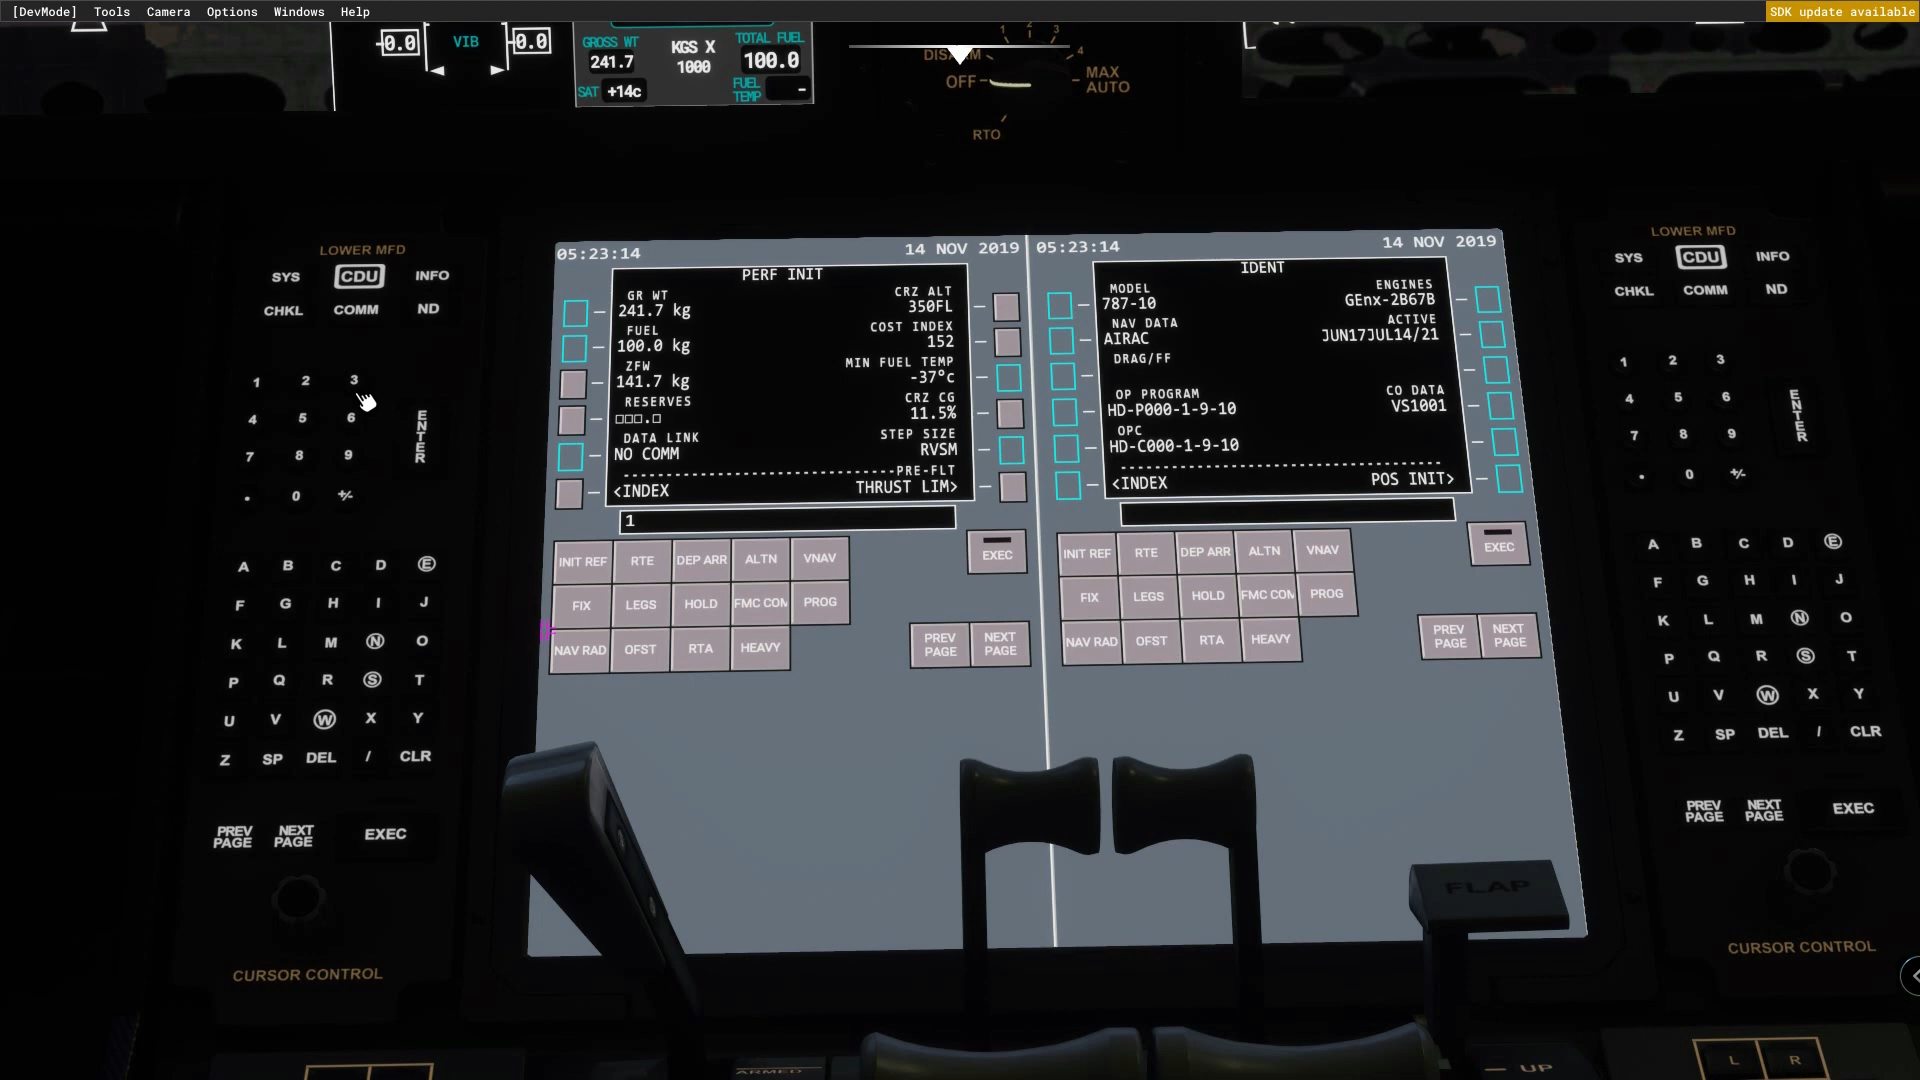 [DevMode] Tools Camera Options Windows Help
SDK update available
-0.0 VIB -0.0
GROSS WT
241.7
KGS X
1000
TOTAL FUEL
100.0
SAT +14c
FUEL
TEMP
-
1 2 3 4
DISARM
OFF
MAX
AUTO
RTO
LOWER MFD
SYS CDU INFO
CHKL COMM ND
1 2 3
4 5 6
7 8 9
. 0 +/-
ENTER
A B C D E
F G H I J
K L M N O
P Q R S T
U V W X Y
Z SP DEL / CLR
PREV
PAGE
NEXT
PAGE
EXEC
CURSOR CONTROL
05:23:14 14 NOV 2019
PERF INIT
GR WT CRZ ALT
241.7 kg 350FL
FUEL COST INDEX
100.0 kg 152
ZFW MIN FUEL TEMP
141.7 kg -37°c
RESERVES CRZ CG
□□□.□ 11.5%
DATA LINK STEP SIZE
NO COMM RVSM
--------------------------------PRE-FLT
<INDEX THRUST LIM>
1
INIT REF RTE DEP ARR ALTN VNAV
EXEC
FIX LEGS HOLD FMC COM PROG
NAV RAD OFST RTA HEAVY
PREV
PAGE
NEXT
PAGE
05:23:14 14 NOV 2019
IDENT
MODEL ENGINES
787-10 GEnx-2B67B
NAV DATA ACTIVE
AIRAC JUN17JUL14/21
DRAG/FF
OP PROGRAM CO DATA
HD-P000-1-9-10 VS1001
OPC
HD-C000-1-9-10
--------------------------------------
<INDEX POS INIT>
INIT REF RTE DEP ARR ALTN VNAV
EXEC
FIX LEGS HOLD FMC COM PROG
NAV RAD OFST RTA HEAVY
PREV
PAGE
NEXT
PAGE
LOWER MFD
SYS CDU INFO
CHKL COMM ND
1 2 3
4 5 6
7 8 9
. 0 +/-
ENTER
A B C D E
F G H I J
K L M N O
P Q R S T
U V W X Y
Z SP DEL / CLR
PREV
PAGE
NEXT
PAGE
EXEC
CURSOR CONTROL
FLAP
ARMED
UP
L R